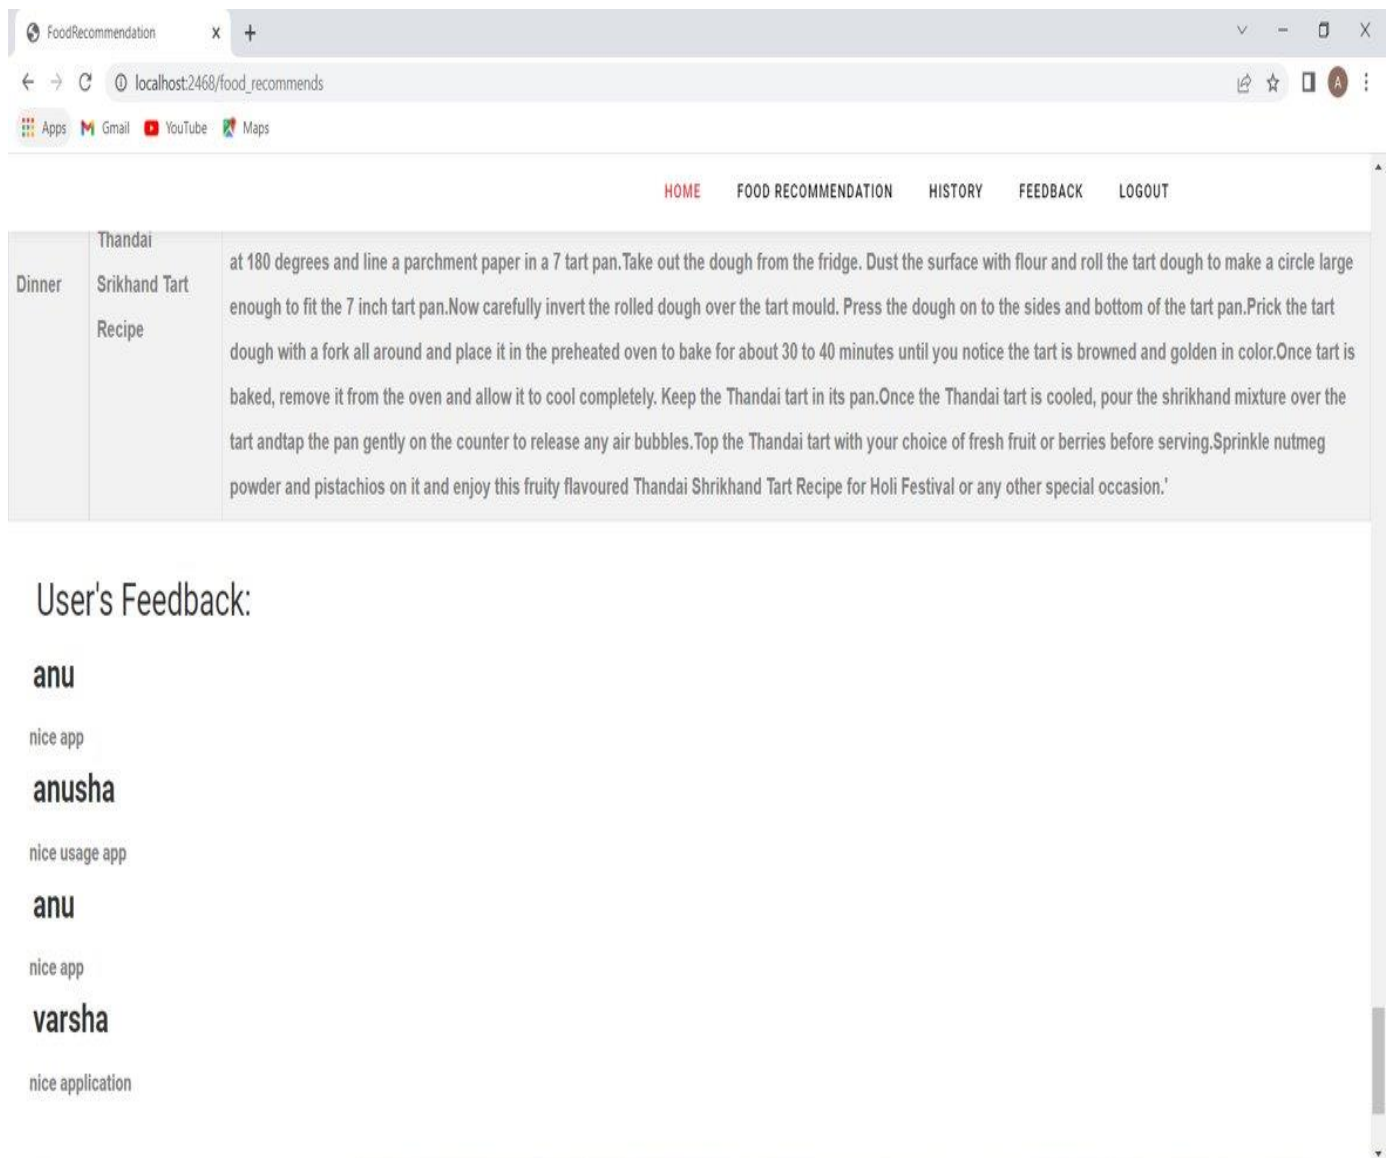 FoodRecommendation
localhost:2468/food_recommends
A
Apps Gmail YouTube Maps
HOME FOOD RECOMMENDATION HISTORY FEEDBACK LOGOUT
Dinner
Thandai
Srikhand Tart
Recipe
at 180 degrees and line a parchment paper in a 7 tart pan.Take out the dough from the fridge. Dust the surface with flour and roll the tart dough to make a circle large
enough to fit the 7 inch tart pan.Now carefully invert the rolled dough over the tart mould. Press the dough on to the sides and bottom of the tart pan.Prick the tart
dough with a fork all around and place it in the preheated oven to bake for about 30 to 40 minutes until you notice the tart is browned and golden in color.Once tart is
baked, remove it from the oven and allow it to cool completely. Keep the Thandai tart in its pan.Once the Thandai tart is cooled, pour the shrikhand mixture over the
tart andtap the pan gently on the counter to release any air bubbles.Top the Thandai tart with your choice of fresh fruit or berries before serving.Sprinkle nutmeg
powder and pistachios on it and enjoy this fruity flavoured Thandai Shrikhand Tart Recipe for Holi Festival or any other special occasion.'
User's Feedback:
anu
nice app
anusha
nice usage app
anu
nice app
varsha
nice application